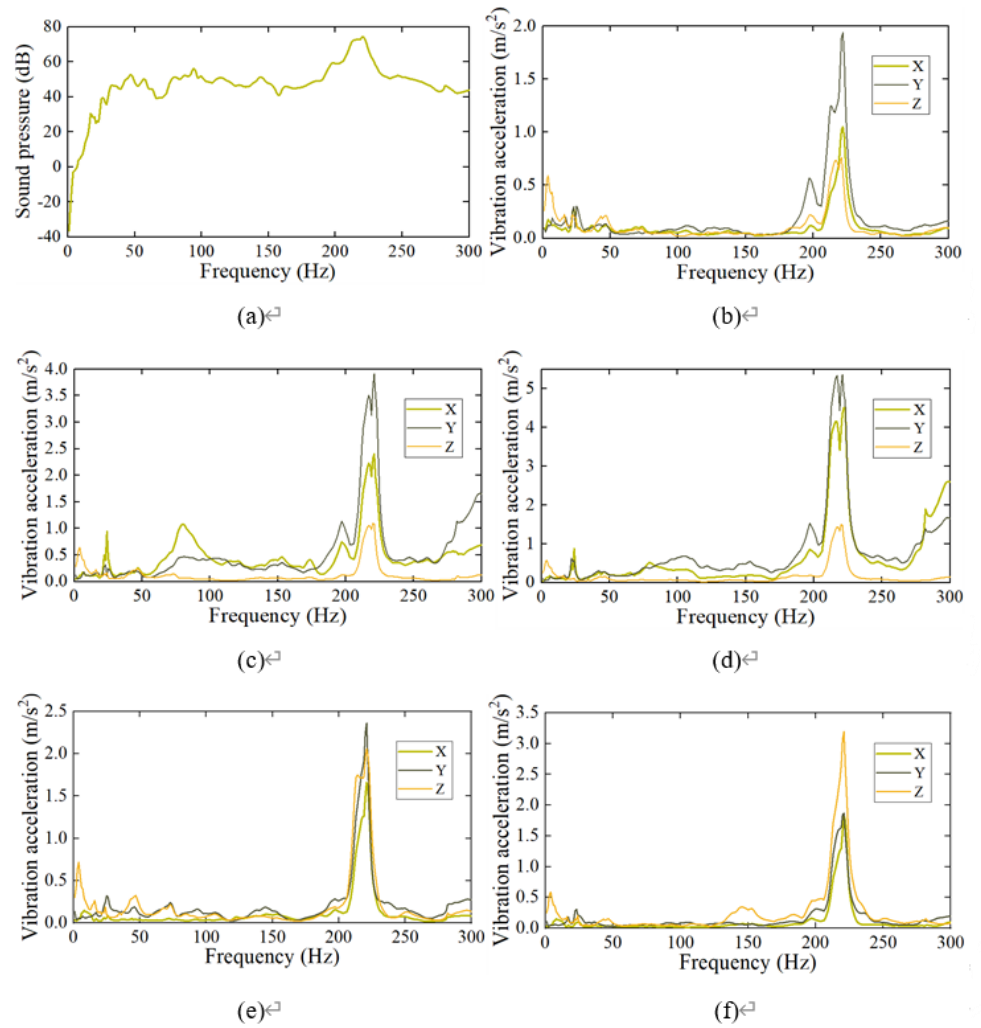 80
60
40
20
0
-20
-40
Sound pressure (dB)
0 50 100 150 200 250 300
Frequency (Hz)
(a)↵
2.0
1.5
1.0
0.5
0.0
Vibration acceleration (m/s²)
X
Y
Z
0 50 100 150 200 250 300
Frequency (Hz)
(b)↵
4.0
3.5
3.0
2.5
2.0
1.5
1.0
0.5
0.0
Vibration acceleration (m/s²)
X
Y
Z
0 50 100 150 200 250 300
Frequency (Hz)
(c)↵
5
4
3
2
1
0
Vibration acceleration (m/s²)
X
Y
Z
0 50 100 150 200 250 300
Frequency (Hz)
(d)↵
2.5
2.0
1.5
1.0
0.5
0.0
Vibration acceleration (m/s²)
X
Y
Z
0 50 100 150 200 250 300
Frequency (Hz)
(e)↵
3.5
3.0
2.5
2.0
1.5
1.0
0.5
0.0
Vibration acceleration (m/s²)
X
Y
Z
0 50 100 150 200 250 300
Frequency (Hz)
(f)↵